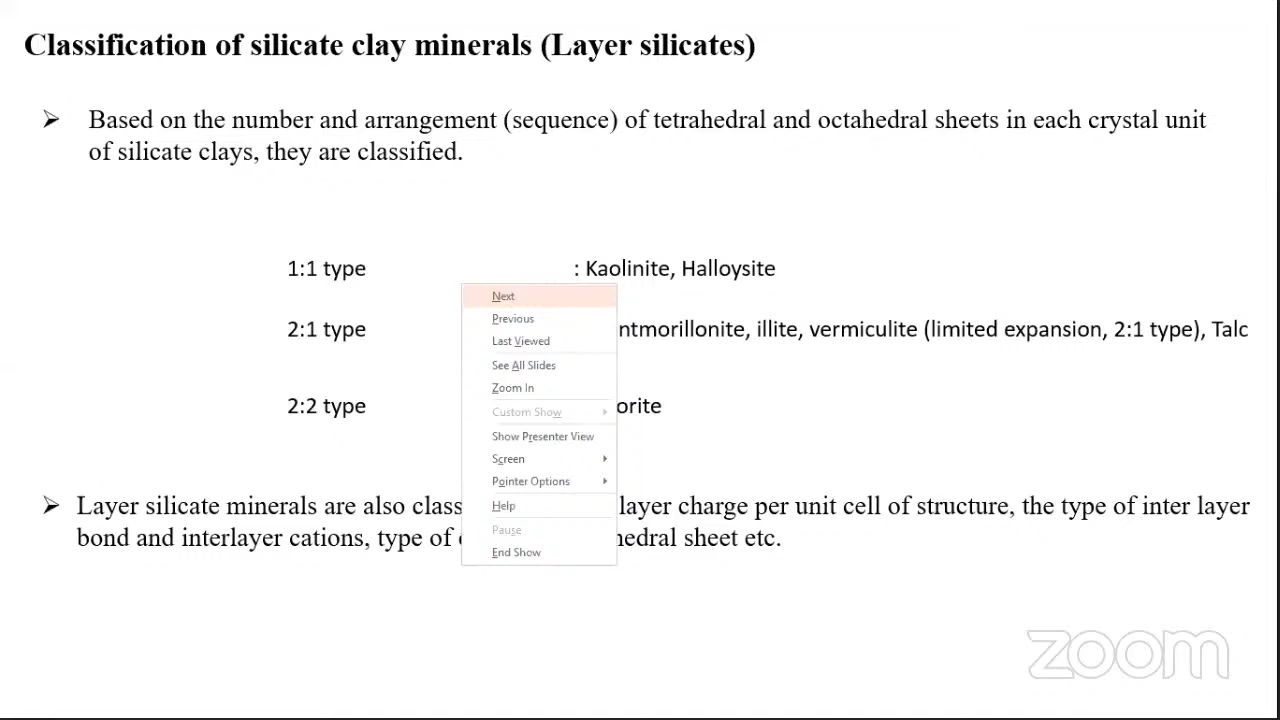 Classification of silicate clay minerals (Layer silicates)
➢ Based on the number and arrangement (sequence) of tetrahedral and octahedral sheets in each crystal unit
of silicate clays, they are classified.
1:1 type : Kaolinite, Halloysite
2:1 type ntmorillonite, illite, vermiculite (limited expansion, 2:1 type), Talc
2:2 type orite
➢ Layer silicate minerals are also class layer charge per unit cell of structure, the type of inter layer
bond and interlayer cations, type of hedral sheet etc.
Next
Previous
Last Viewed
See All Slides
Zoom In
Custom Show
Show Presenter View
Screen
Pointer Options
Help
Pause
End Show
zoom